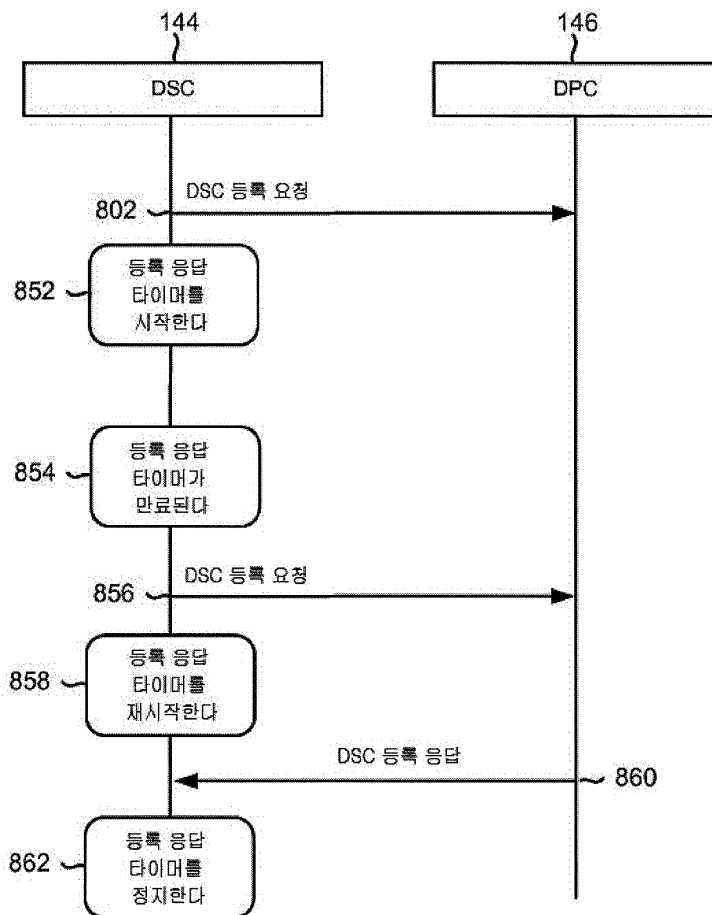 144
146
DSC
DPC
DSC 등록 요청
802
등록 응답
타이머를
시작한다
852
등록 응답
타이머가
만료된다
854
DSC 등록 요청
856
등록 응답
타이머를
재시작한다
858
DSC 등록 응답
860
등록 응답
타이머를
정지한다
862